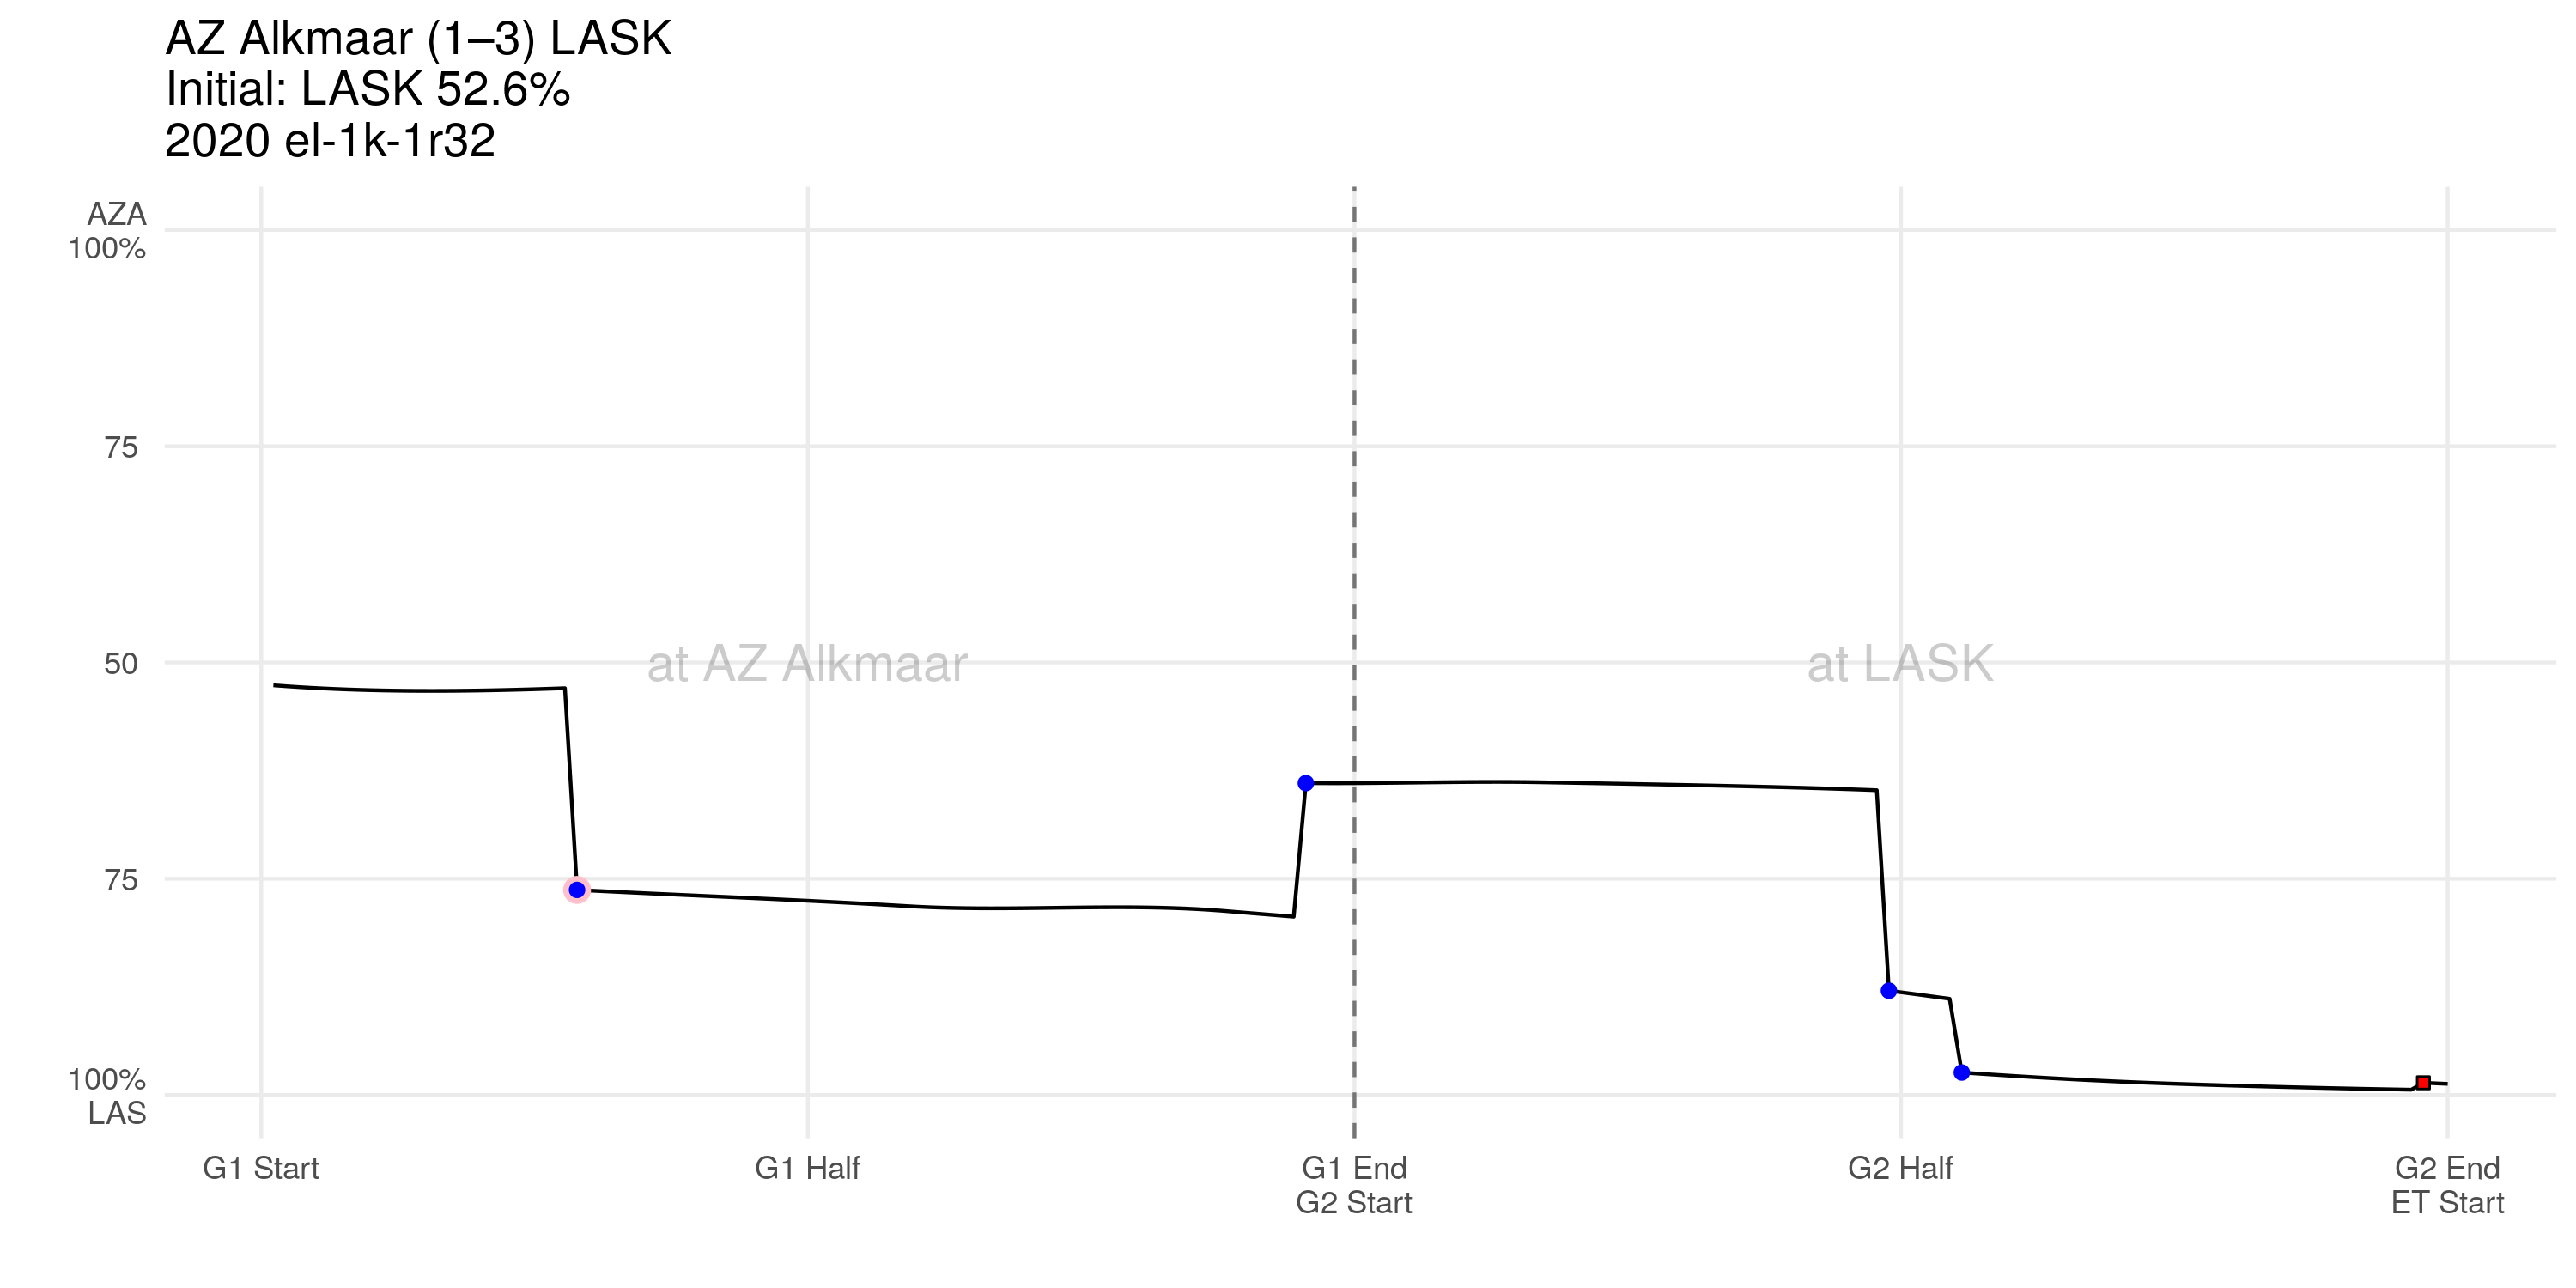 AZ Alkmaar (1–3) LASK
Initial: LASK 52.6%
2020 el-1k-1r32
AZA
100%
75
50
75
100%
LAS
at AZ Alkmaar
at LASK
G1 Start
G1 Half
G1 End
G2 Start
G2 Half
G2 End
ET Start